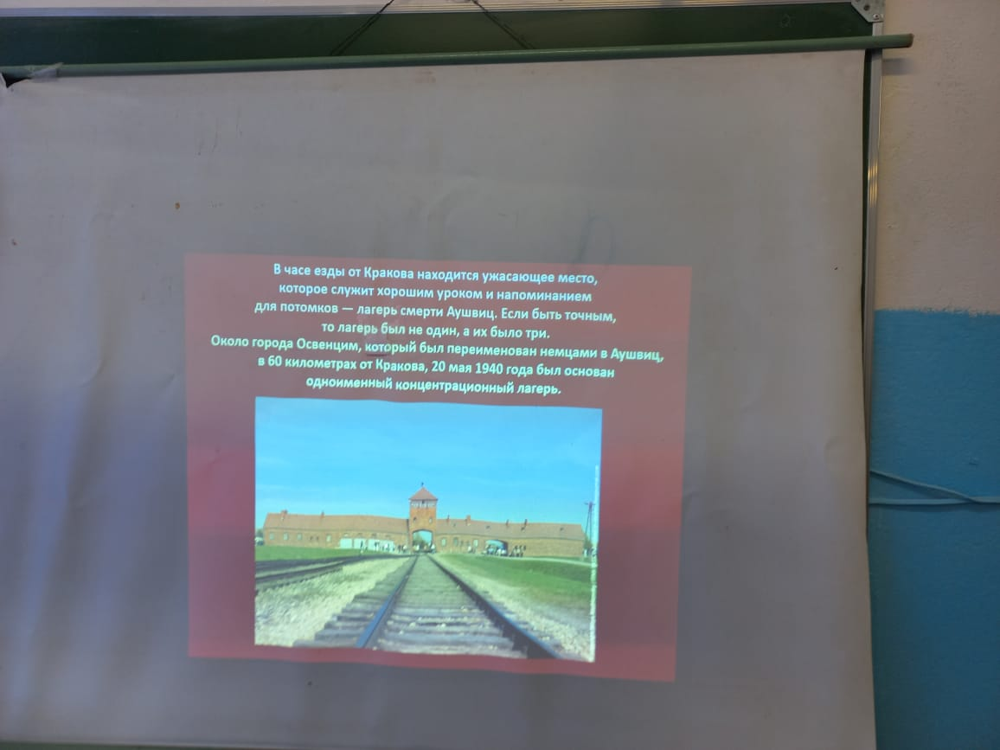 В часе езды от Кракова находится ужасающее место,
которое служит хорошим уроком и напоминанием
для потомков — лагерь смерти Аушвиц. Если быть точным,
то лагерь был не один, а их было три.
Около города Освенцим, который был переименован немцами в Аушвиц,
в 60 километрах от Кракова, 20 мая 1940 года был основан
одноименный концентрационный лагерь.